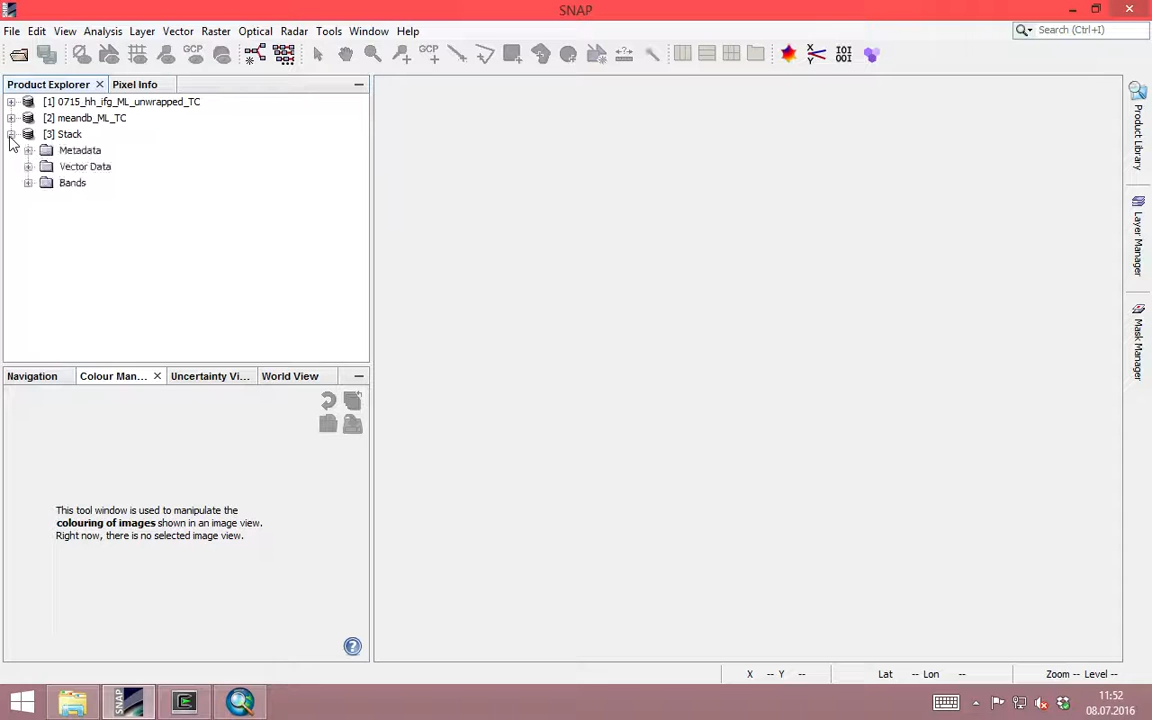 SNAP
File Edit View Analysis Layer Vector Raster Optical Radar Tools Window Help
Search (Ctrl+I)
GCP GCP
Product Explorer Pixel Info
[1] 0715_hh_ifg_ML_unwrapped_TC
[2] meandb_ML_TC
[3] Stack
Metadata
Vector Data
Bands
Product Library
Layer Manager
Mask Manager
Navigation Colour Man... Uncertainty Vi... World View
This tool window is used to manipulate the
colouring of images shown in an image view.
Right now, there is no selected image view.
X -- Y -- Lat -- Lon -- Zoom -- Level --
SNAP
11:52
08.07.2016